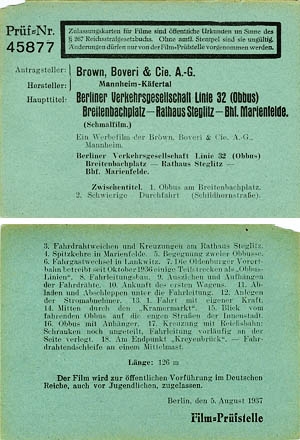 Prüf=Nr.
45877
Zulassungskarten für Filme sind öffentliche Urkunden im Sinne des
§ 267 Reichsstrafgesetzbuchs. Ohne amtl. Stempel sind sie ungültig.
Änderungen dürfen nur von der Film=Prüfstelle vorgenommen werden.
Antragsteller: Brown, Boveri & Cie. A.-G.
Hersteller: Mannheim-Käfertal
Haupttitel: Berliner Verkehrsgesellschaft Linie 32 (Obbus)
Breitenbachplatz — Rathaus Steglitz — Bhf. Marienfelde.
(Schmalfilm.)
Ein Werbefilm der Brown, Boveri & Cie. A.-G.,
Mannheim.
Berliner Verkehrsgesellschaft Linie 32 (Obbus)
Breitenbachplatz — Rathaus Steglitz —
Bhf. Marienfelde.
Zwischentitel. 1. Obbus am Breitenbachplatz.
2. Schwierige Durchfahrt (Schildhornstraße).
3. Fahrdrahtweichen und Kreuzungen am Rathaus Steglitz.
4. Spitzkehre in Marienfelde. 5. Begegnung zweier Obbusse.
6. Fahrgastwechsel in Lankwitz. 7. Die Oldenburger Vorort-
bahn betreibt seit Oktober 1936 einige Teilstrecken als „Obbus-
Linien". 8. Fahrleitungsbau. 9. Ausziehen und Aufhängen
der Fahrdrähte. 10. Ankunft des ersten Wagens. 11. Ab-
laden und Abschleppen unter die Fahrleitung. 12. Anlegen
der Stromabnehmer. 13. 1. Fahrt mit eigener Kraft.
14. Mitten durch den „Kramermarkt". 15. Blick vom
fahrenden Obbus auf die engen Straßen der Innenstadt.
16. Obbus mit Anhänger. 17. Kreuzung mit Reichsbahn:
Schranken noch ungeteilt, Fahrleitung vorläufig an der
Seite verlegt. 18. Am Endpunkt „Kreyenbrück". — Fahr-
drahtendschleife an einem Mittelmast.
Länge: 126 m
Der Film wird zur öffentlichen Vorführung im Deutschen
Reiche, auch vor Jugendlichen, zugelassen.
Berlin, den 5. August 1937
Film=Prüfstelle